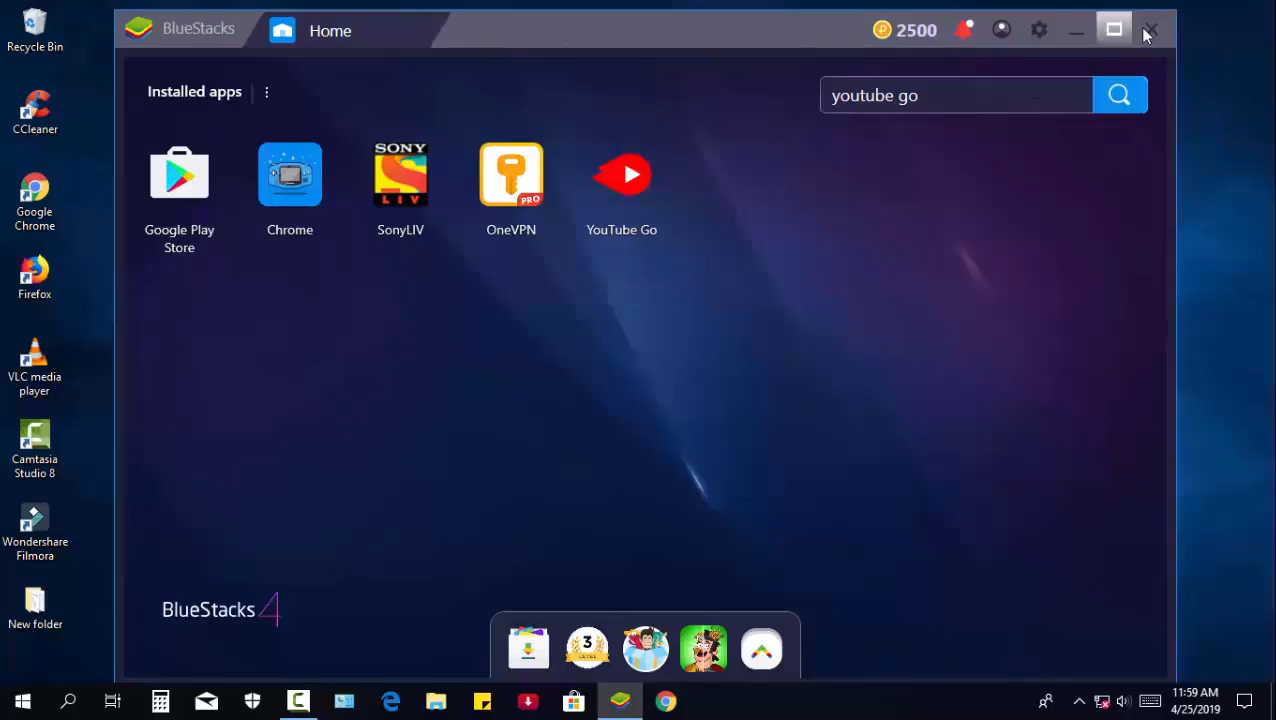 Recycle Bin
CCleaner
Google
Chrome
Firefox
VLC media
player
Camtasia
Studio 8
Wondershare
Filmora
New folder
BlueStacks
Home
2500
Installed apps
youtube go
Google Play
Store
Chrome
SONY
LIV
SonyLIV
PRO
OneVPN
YouTube Go
BlueStacks 4
3
LEVEL
11:59 AM
4/25/2019